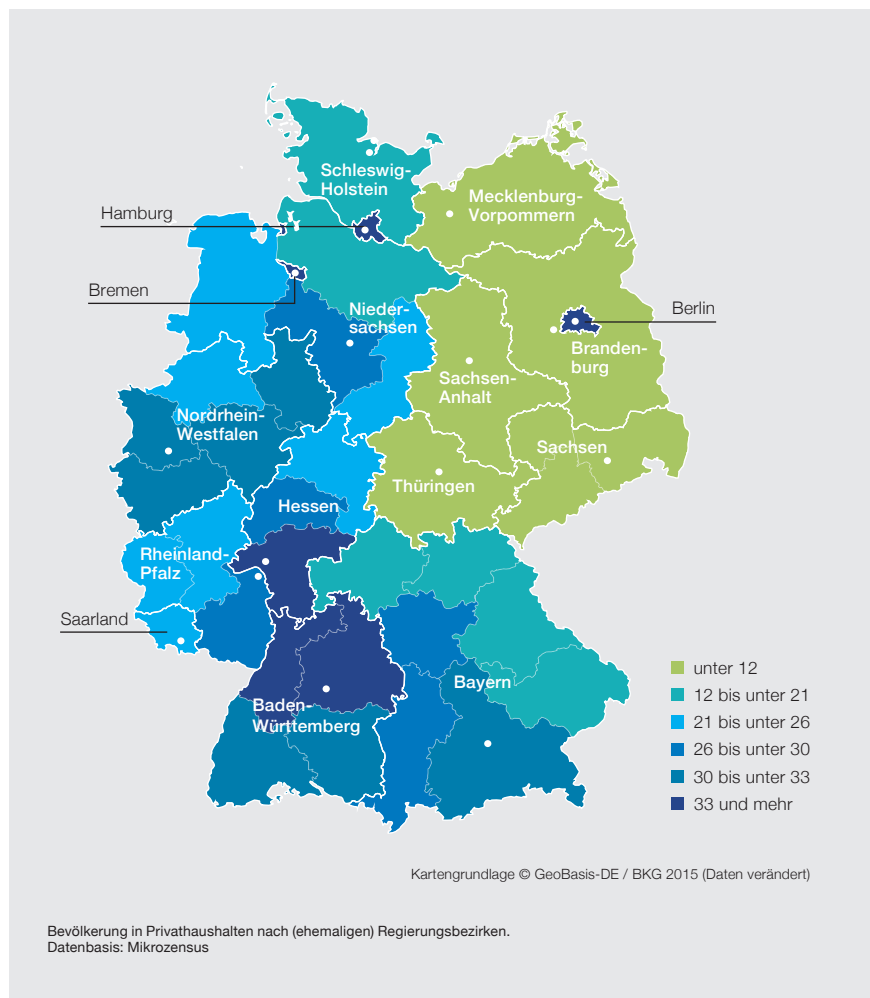 Schleswig-
Holstein
Mecklenburg-
Vorpommern
Hamburg
Bremen
Nieder-
sachsen
Berlin
Branden-
burg
Sachsen-
Anhalt
Nordrhein-
Westfalen
Sachsen
Thüringen
Hessen
Rheinland-
Pfalz
Saarland
Bayern
Baden-
Württemberg
unter 12
12 bis unter 21
21 bis unter 26
26 bis unter 30
30 bis unter 33
33 und mehr
Kartengrundlage © GeoBasis-DE / BKG 2015 (Daten verändert)
Bevölkerung in Privathaushalten nach (ehemaligen) Regierungsbezirken.
Datenbasis: Mikrozensus